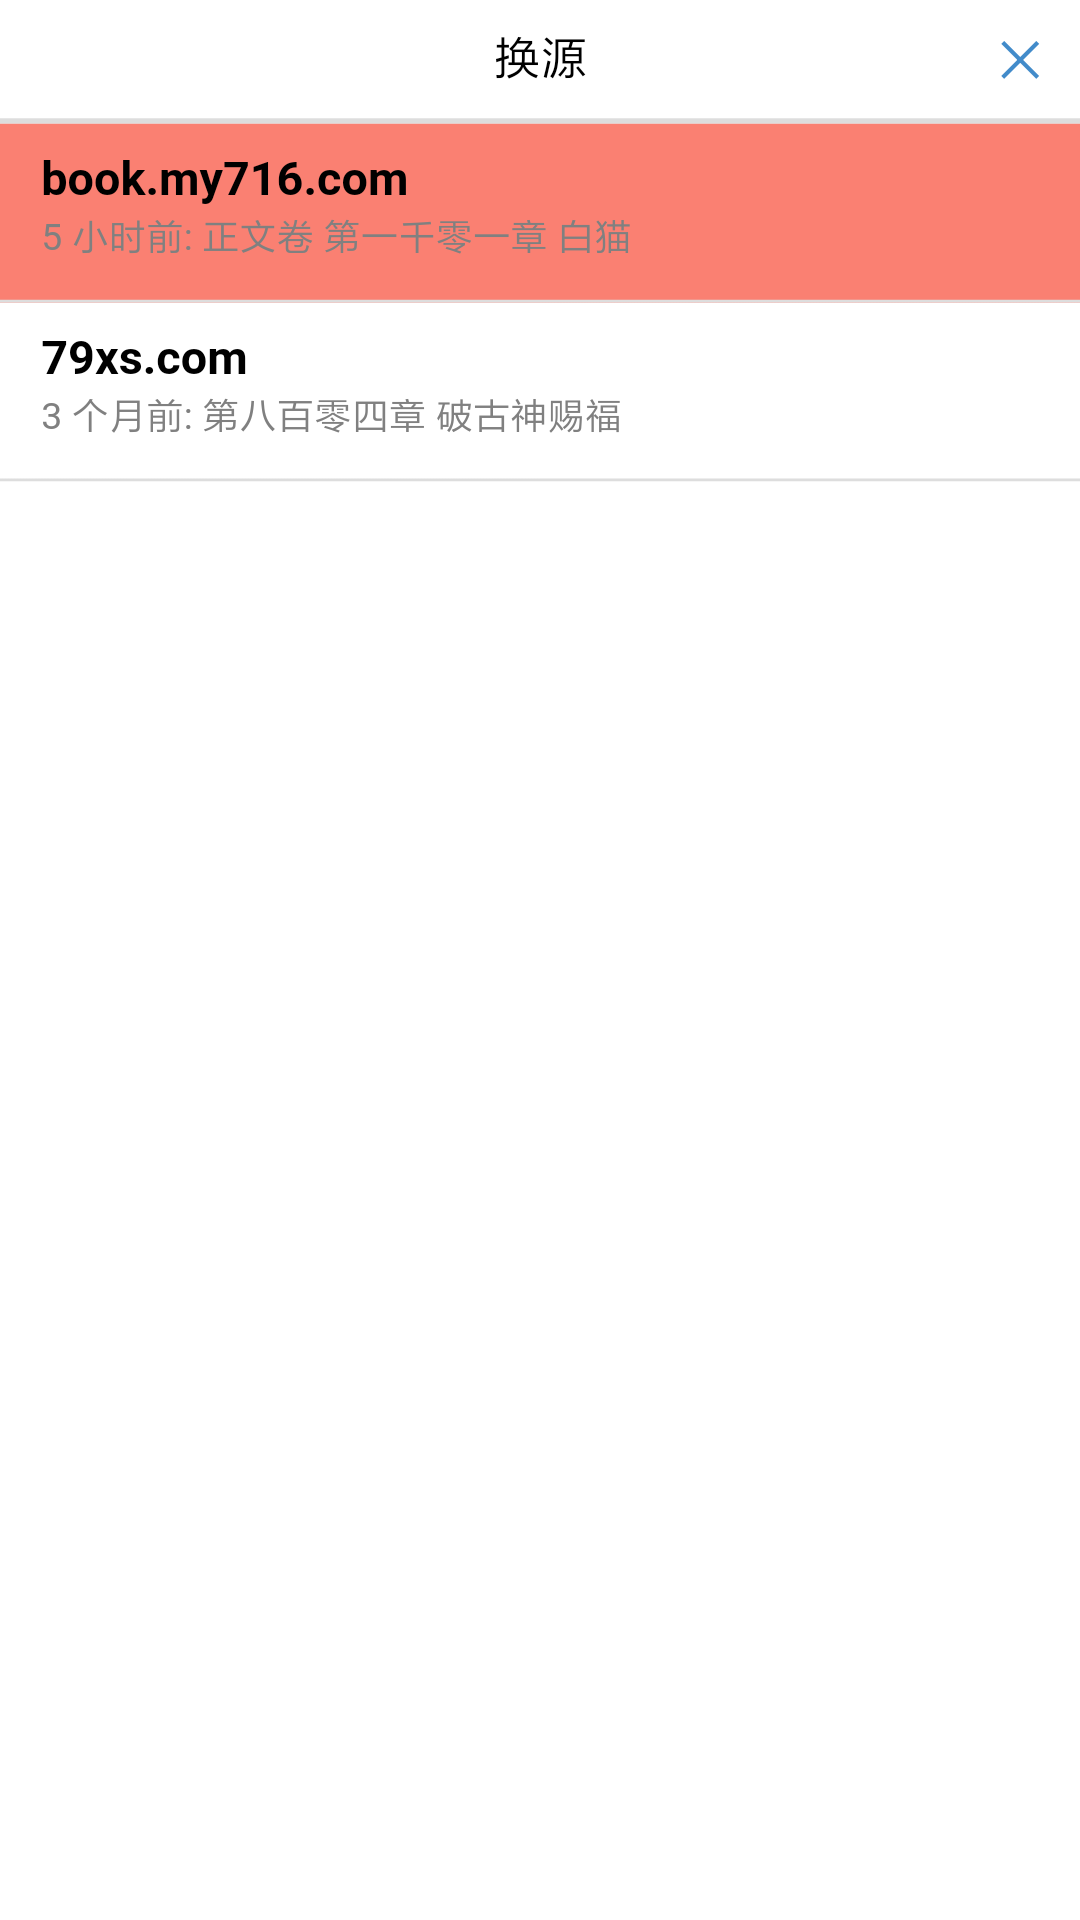 换源
book.my716.com
5 小时前: 正文卷 第一千零一章 白猫
79xs.com
3 个月前: 第八百零四章 破古神赐福